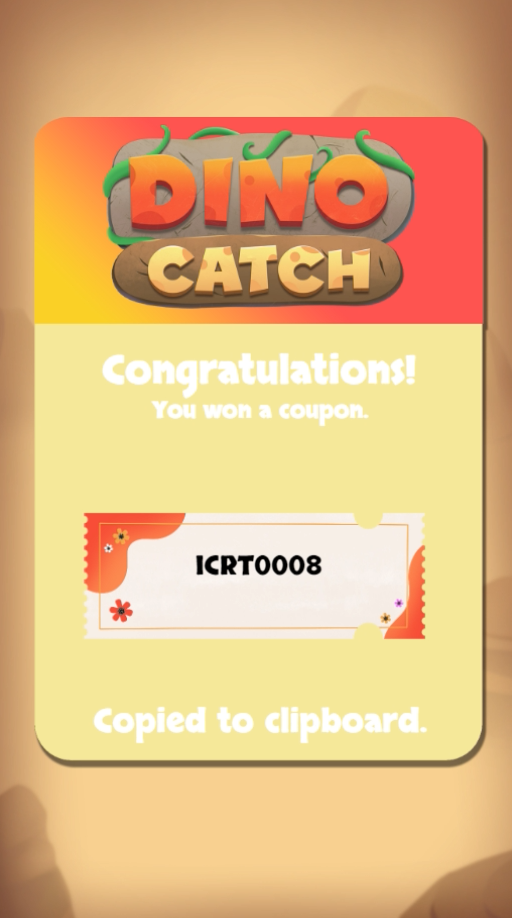 DINO
CATCH
Congratulations!
You won a coupon.
ICRT0008
Copied to clipboard.